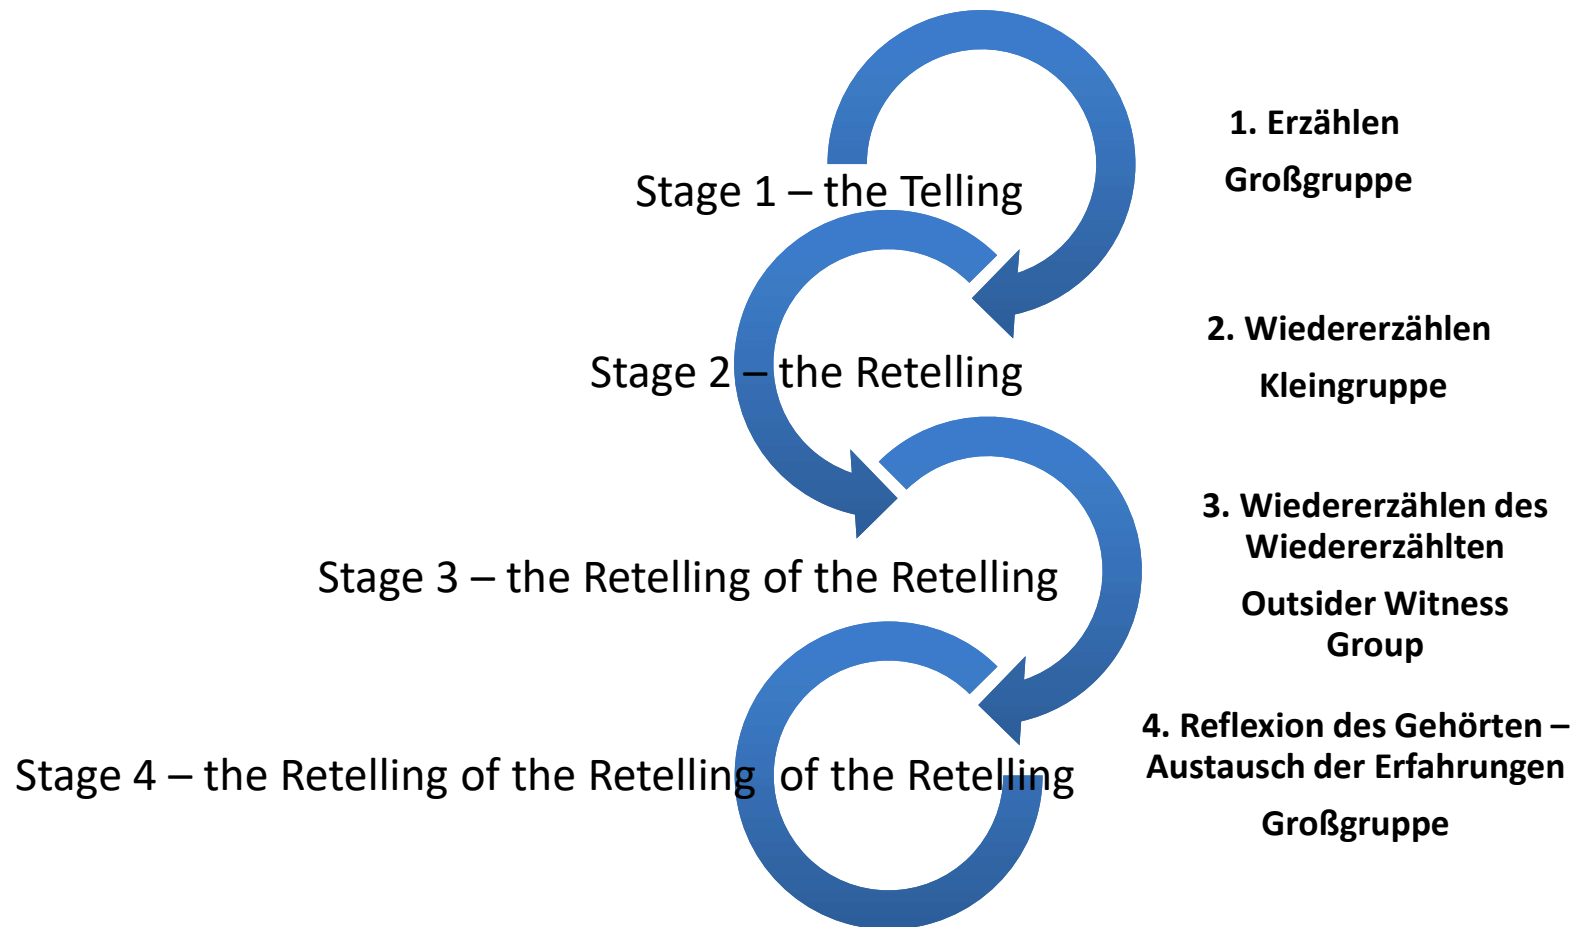 1. Erzählen
Großgruppe
Stage 1 – the Telling
2. Wiedererzählen
Kleingruppe
Stage 2 – the Retelling
3. Wiedererzählen des
Wiedererzählten
Outsider Witness
Group
Stage 3 – the Retelling of the Retelling
4. Reflexion des Gehörten –
Austausch der Erfahrungen
Großgruppe
Stage 4 – the Retelling of the Retelling  of the Retelling